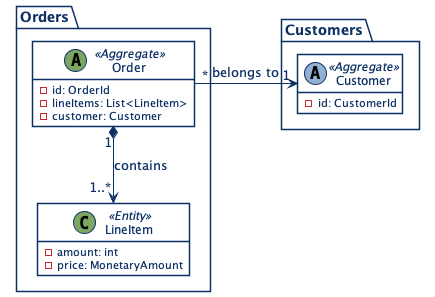 Orders
A «Aggregate»
Order
id: OrderId
lineItems: List<LineItem>
customer: Customer
* belongs to 1
Customers
A «Aggregate»
Customer
id: CustomerId
1
contains
1..*
C «Entity»
LineItem
amount: int
price: MonetaryAmount